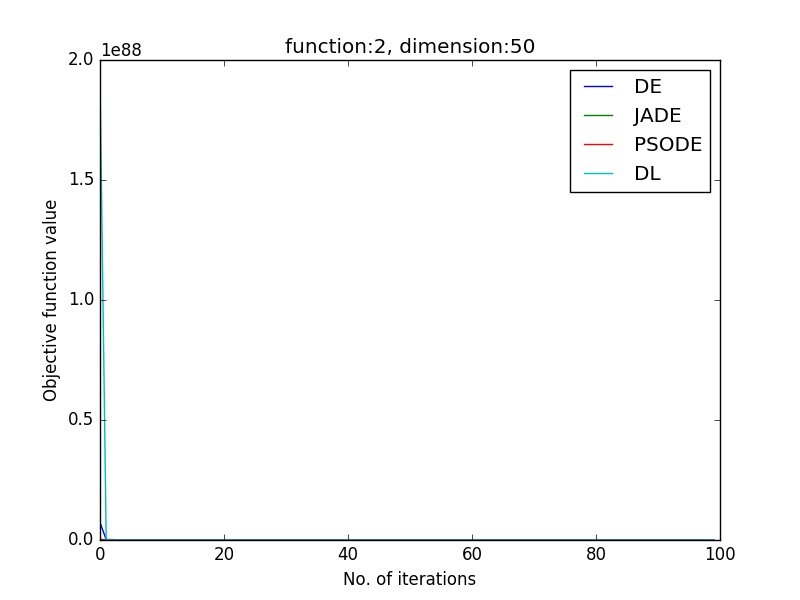 function:2, dimension:50
1e88
2.0
1.5
1.0
0.5
0.0
Objective function value
DE
JADE
PSODE
DL
0 20 40 60 80 100
No. of iterations